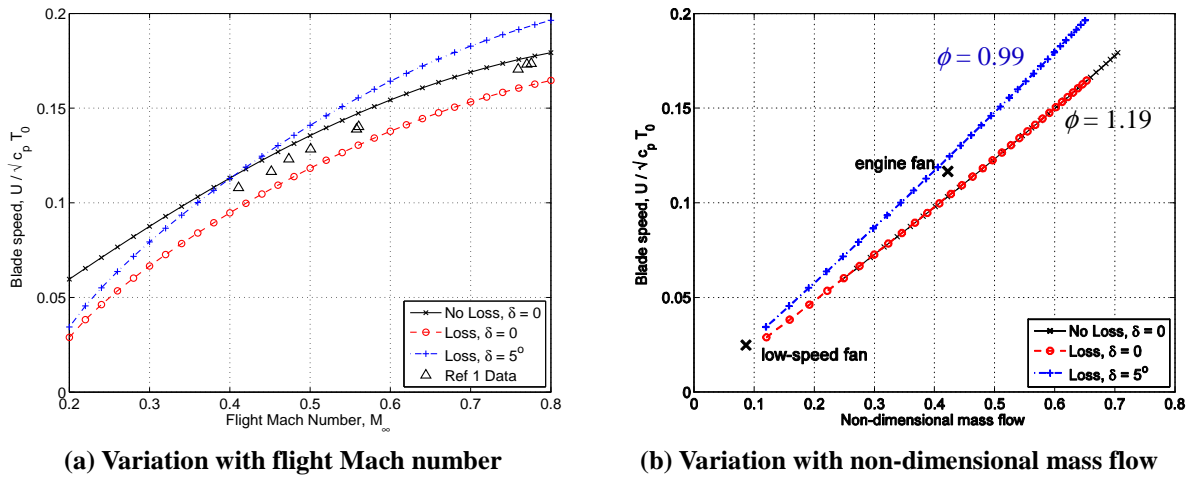 0.2
0.15
0.1
0.05
0
0.2 0.3 0.4 0.5 0.6 0.7 0.8
Blade speed, U / √ c_p T_0
Flight Mach Number, M_∞
No Loss, δ = 0
Loss, δ = 0
Loss, δ = 5°
Ref 1 Data
(a) Variation with flight Mach number
0.2
0.15
0.1
0.05
0
0 0.1 0.2 0.3 0.4 0.5 0.6 0.7 0.8
Blade speed, U / √ c_p T_0
Non-dimensional mass flow
ϕ = 0.99
ϕ = 1.19
engine fan
low-speed fan
No Loss, δ = 0
Loss, δ = 0
Loss, δ = 5°
(b) Variation with non-dimensional mass flow